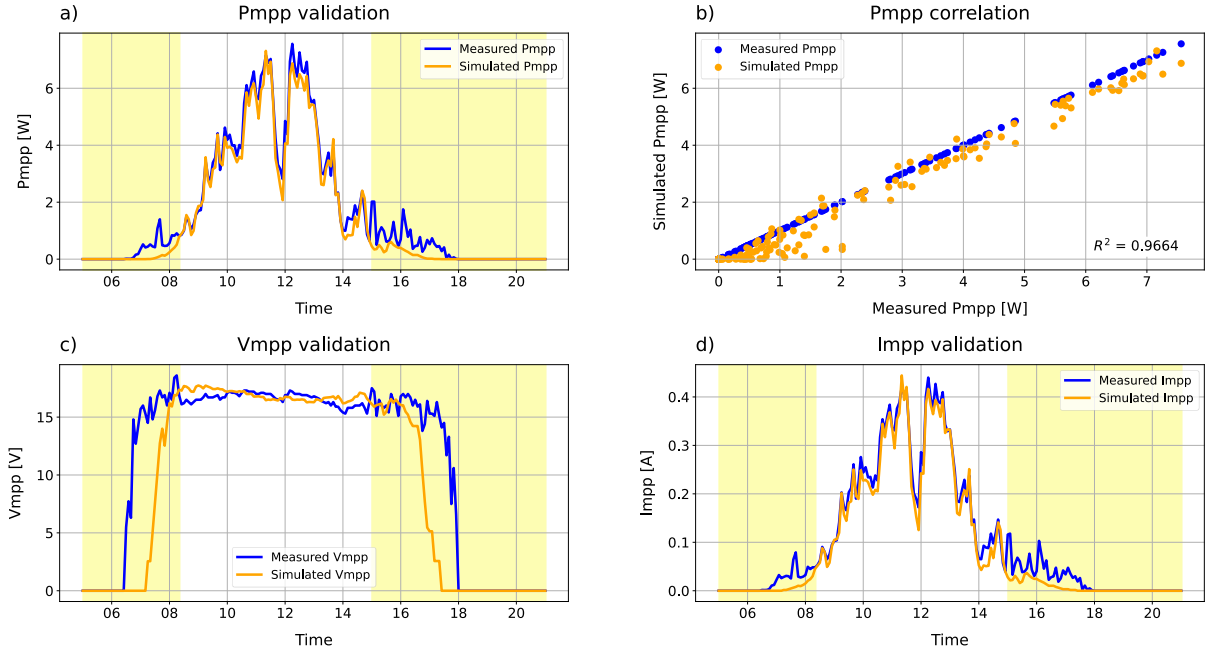 a)
Pmpp validation
Pmpp [W]
6
4
2
0
Measured Pmpp
Simulated Pmpp
06 08 10 12 14 16 18 20
Time
b)
Pmpp correlation
Simulated Pmpp [W]
6
4
2
0
Measured Pmpp
Simulated Pmpp
R² = 0.9664
0 1 2 3 4 5 6 7
Measured Pmpp [W]
c)
Vmpp validation
Vmpp [V]
15
10
5
0
Measured Vmpp
Simulated Vmpp
06 08 10 12 14 16 18 20
Time
d)
Impp validation
Impp [A]
0.4
0.3
0.2
0.1
0.0
Measured Impp
Simulated Impp
06 08 10 12 14 16 18 20
Time